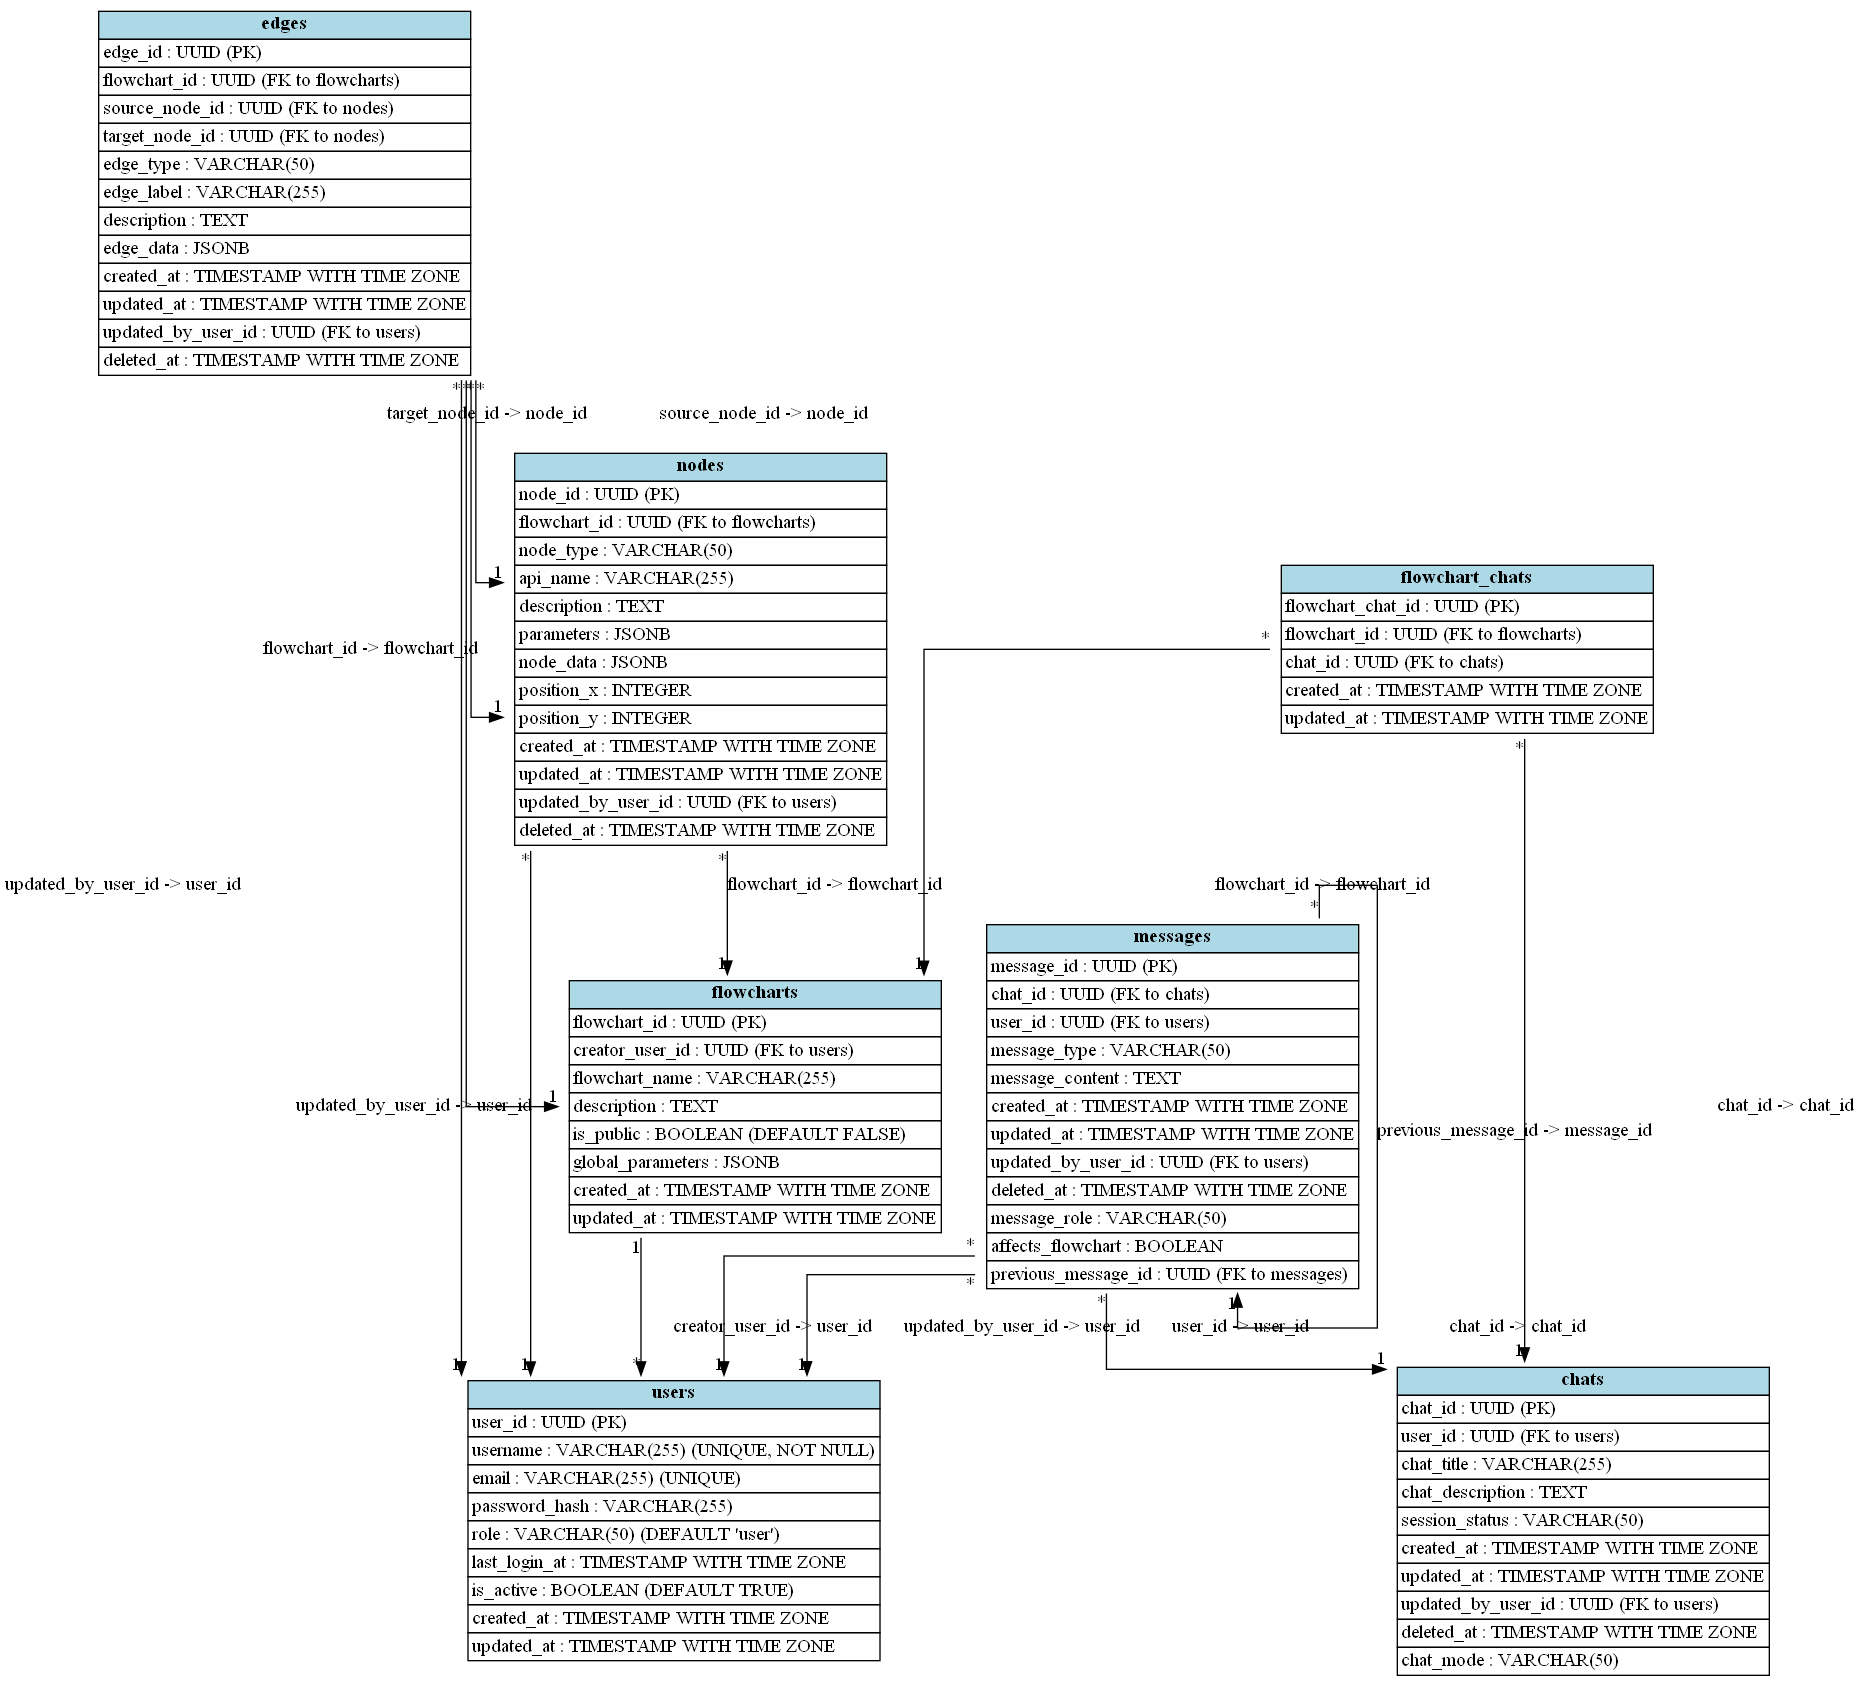 edges
edge_id : UUID (PK)
flowchart_id : UUID (FK to flowcharts)
source_node_id : UUID (FK to nodes)
target_node_id : UUID (FK to nodes)
edge_type : VARCHAR(50)
edge_label : VARCHAR(255)
description : TEXT
edge_data : JSONB
created_at : TIMESTAMP WITH TIME ZONE
updated_at : TIMESTAMP WITH TIME ZONE
updated_by_user_id : UUID (FK to users)
deleted_at : TIMESTAMP WITH TIME ZONE
* * * *
target_node_id -> node_id
source_node_id -> node_id
nodes
node_id : UUID (PK)
flowchart_id : UUID (FK to flowcharts)
node_type : VARCHAR(50)
api_name : VARCHAR(255)
description : TEXT
parameters : JSONB
node_data : JSONB
position_x : INTEGER
position_y : INTEGER
created_at : TIMESTAMP WITH TIME ZONE
updated_at : TIMESTAMP WITH TIME ZONE
updated_by_user_id : UUID (FK to users)
deleted_at : TIMESTAMP WITH TIME ZONE
1
1
flowchart_id -> flowchart_id
flowchart_chats
flowchart_chat_id : UUID (PK)
flowchart_id : UUID (FK to flowcharts)
chat_id : UUID (FK to chats)
created_at : TIMESTAMP WITH TIME ZONE
updated_at : TIMESTAMP WITH TIME ZONE
*
*
*
*
updated_by_user_id -> user_id
flowchart_id -> flowchart_id
flowchart_id -> flowchart_id
*
1
1
flowcharts
flowchart_id : UUID (PK)
creator_user_id : UUID (FK to users)
flowchart_name : VARCHAR(255)
description : TEXT
is_public : BOOLEAN (DEFAULT FALSE)
global_parameters : JSONB
created_at : TIMESTAMP WITH TIME ZONE
updated_at : TIMESTAMP WITH TIME ZONE
updated_by_user_id -> user_id
1
messages
message_id : UUID (PK)
chat_id : UUID (FK to chats)
user_id : UUID (FK to users)
message_type : VARCHAR(50)
message_content : TEXT
created_at : TIMESTAMP WITH TIME ZONE
updated_at : TIMESTAMP WITH TIME ZONE
updated_by_user_id : UUID (FK to users)
deleted_at : TIMESTAMP WITH TIME ZONE
message_role : VARCHAR(50)
affects_flowchart : BOOLEAN
previous_message_id : UUID (FK to messages)
previous_message_id -> message_id
chat_id -> chat_id
1
*
*
*
1
creator_user_id -> user_id
updated_by_user_id -> user_id
user_id -> user_id
chat_id -> chat_id
1
1
*
1
1
1
1
users
user_id : UUID (PK)
username : VARCHAR(255) (UNIQUE, NOT NULL)
email : VARCHAR(255) (UNIQUE)
password_hash : VARCHAR(255)
role : VARCHAR(50) (DEFAULT 'user')
last_login_at : TIMESTAMP WITH TIME ZONE
is_active : BOOLEAN (DEFAULT TRUE)
created_at : TIMESTAMP WITH TIME ZONE
updated_at : TIMESTAMP WITH TIME ZONE
chats
chat_id : UUID (PK)
user_id : UUID (FK to users)
chat_title : VARCHAR(255)
chat_description : TEXT
session_status : VARCHAR(50)
created_at : TIMESTAMP WITH TIME ZONE
updated_at : TIMESTAMP WITH TIME ZONE
updated_by_user_id : UUID (FK to users)
deleted_at : TIMESTAMP WITH TIME ZONE
chat_mode : VARCHAR(50)